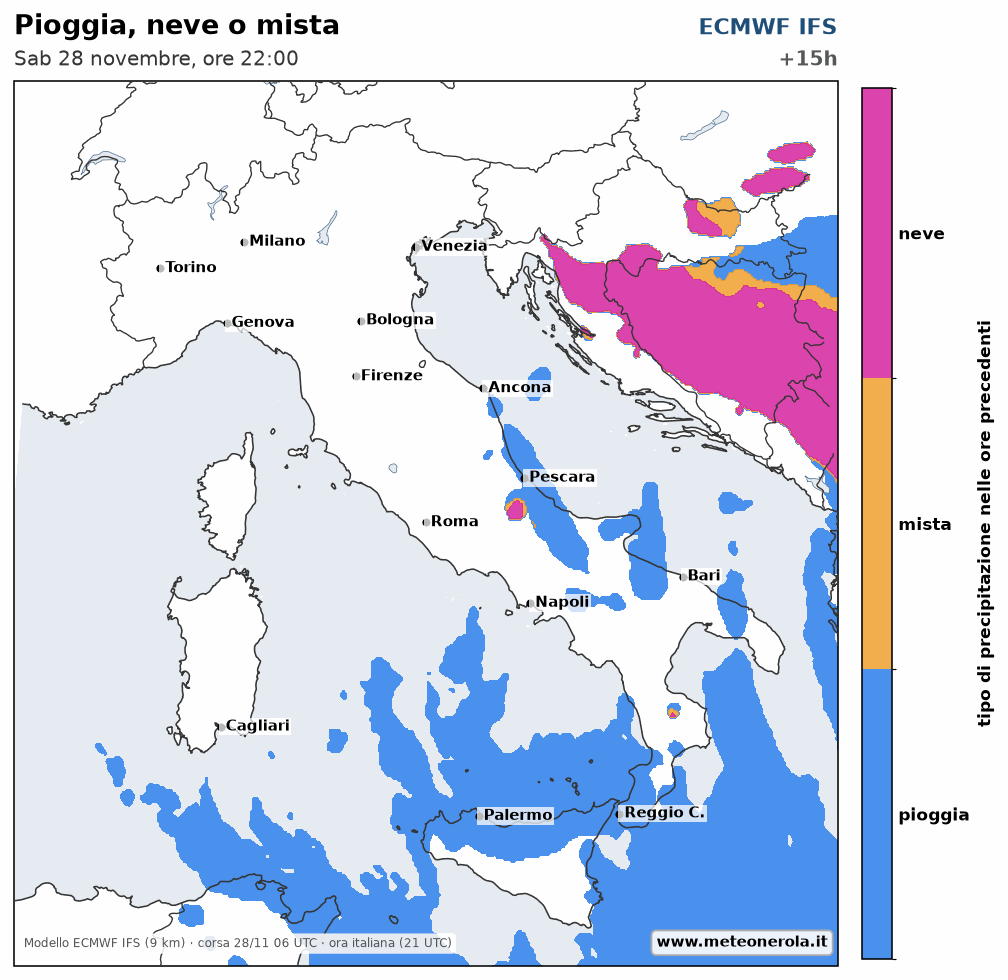 Pioggia, neve o mista
ECMWF IFS
Sab 28 novembre, ore 22:00
+15h
neve
mista
pioggia
tipo di precipitazione nelle ore precedenti
Milano
Venezia
Torino
Genova
Bologna
Firenze
Ancona
Pescara
Roma
Bari
Napoli
Cagliari
Palermo
Reggio C.
Modello ECMWF IFS (9 km) · corsa 28/11 06 UTC · ora italiana (21 UTC)
www.meteonerola.it